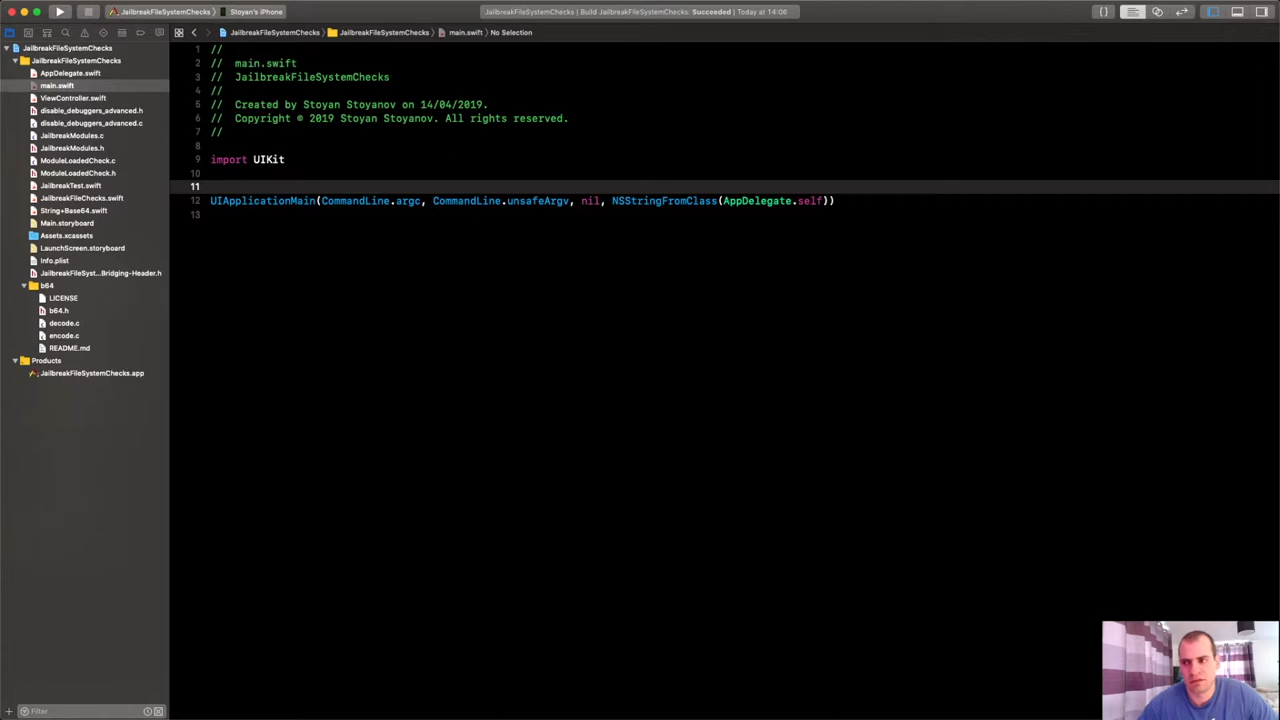 JailbreakFileSystemChecks
Stoyan's iPhone
JailbreakFileSystemChecks | Build JailbreakFileSystemChecks: Succeeded | Today at 14:06
{ }
JailbreakFileSystemChecks
JailbreakFileSystemChecks
main.swift
No Selection
JailbreakFileSystemChecks
JailbreakFileSystemChecks
AppDelegate.swift
main.swift
ViewController.swift
disable_debuggers_advanced.h
disable_debuggers_advanced.c
JailbreakModules.c
JailbreakModules.h
ModuleLoadedCheck.c
ModuleLoadedCheck.h
JailbreakTest.swift
JailbreakFileChecks.swift
String+Base64.swift
Main.storyboard
Assets.xcassets
LaunchScreen.storyboard
Info.plist
JailbreakFileSyst...Bridging-Header.h
b64
LICENSE
b64.h
decode.c
encode.c
README.md
Products
JailbreakFileSystemChecks.app
Filter
1 //
2 //  main.swift
3 //  JailbreakFileSystemChecks
4 //
5 //  Created by Stoyan Stoyanov on 14/04/2019.
6 //  Copyright © 2019 Stoyan Stoyanov. All rights reserved.
7 //
8
9 import UIKit
10
11
12 UIApplicationMain(CommandLine.argc, CommandLine.unsafeArgv, nil, NSStringFromClass(AppDelegate.self))
13